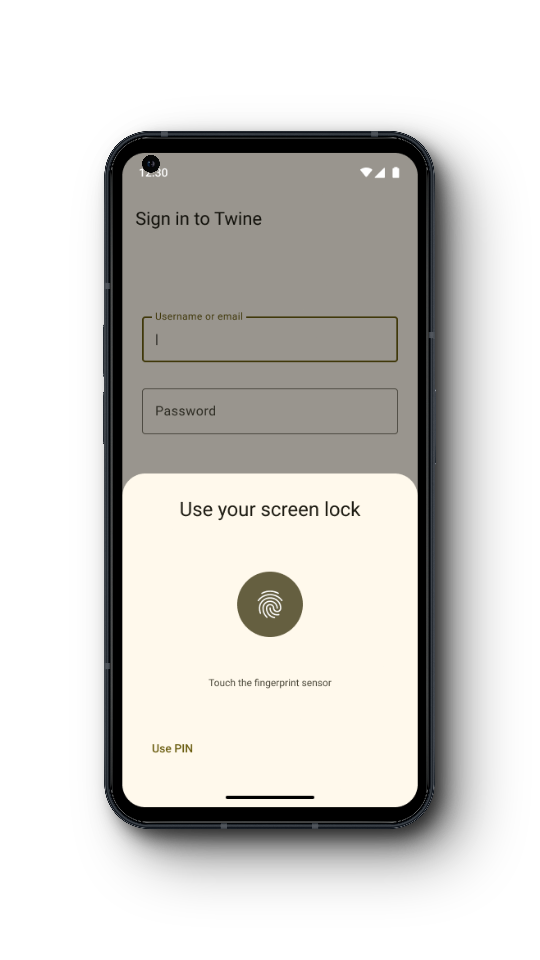 12:30
Sign in to Twine
Username or email
Password
Use your screen lock
Touch the fingerprint sensor
Use PIN